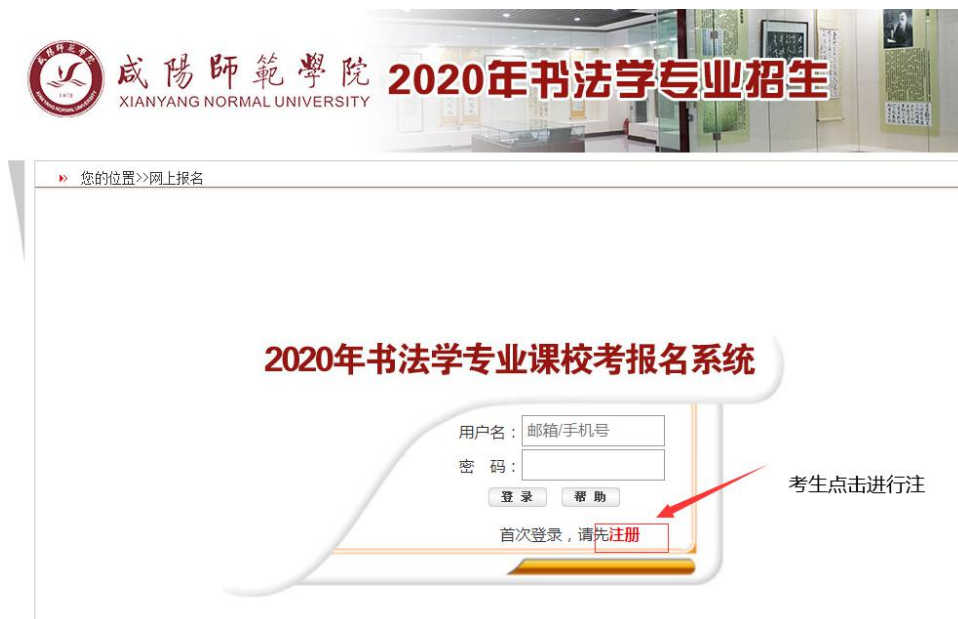 咸陽師範學院
XIANYANG NORMAL UNIVERSITY
2020年书法学专业招生
您的位置>>网上报名
2020年书法学专业课校考报名系统
用户名：邮箱/手机号
密 码：
登 录 帮 助
首次登录，请先注册
考生点击进行注